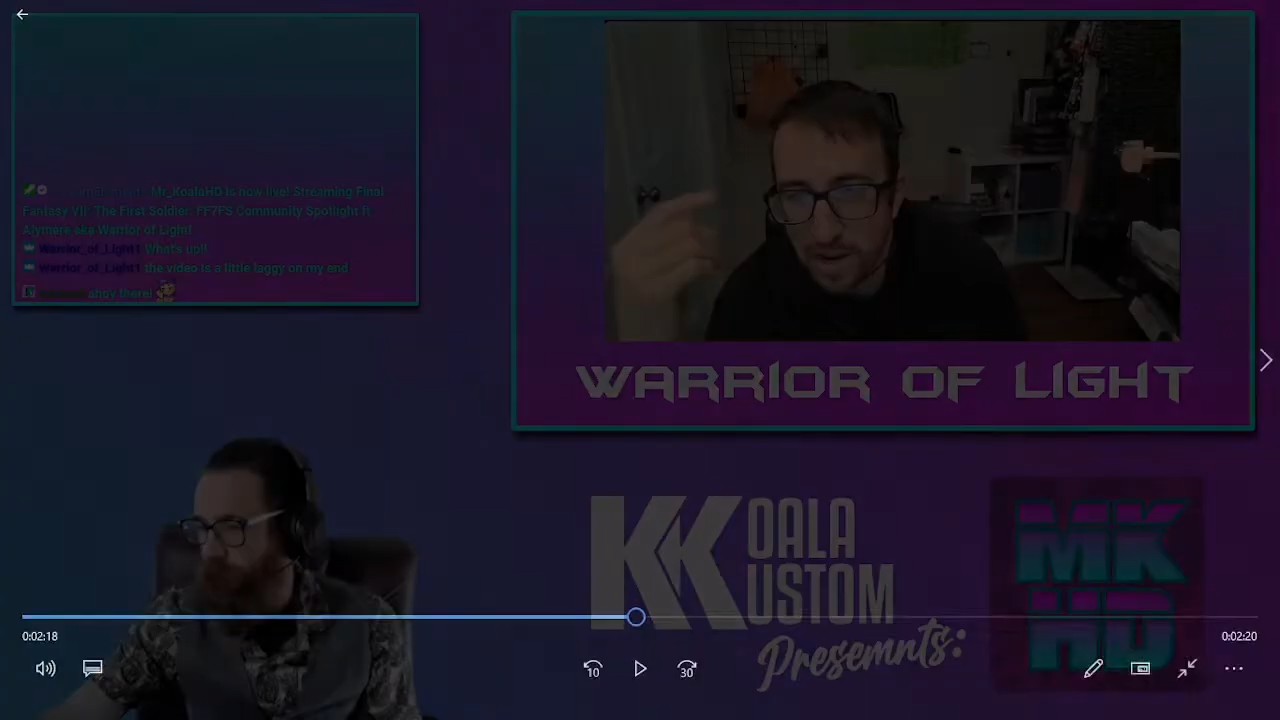 Mr_KoalaHD is now live! Streaming Final
Fantasy VII: The First Soldier: FF7FS Community Spotlight ft
Alymere aka Warrior of Light!
Warrior_of_Light1 What's up!!
Warrior_of_Light1 the video is a little laggy on my end
ahoy there!
WARRIOR OF LIGHT
KOALA
KUSTOM
Presemnts:
MK
HD
0:02:18
0:02:20
10
30